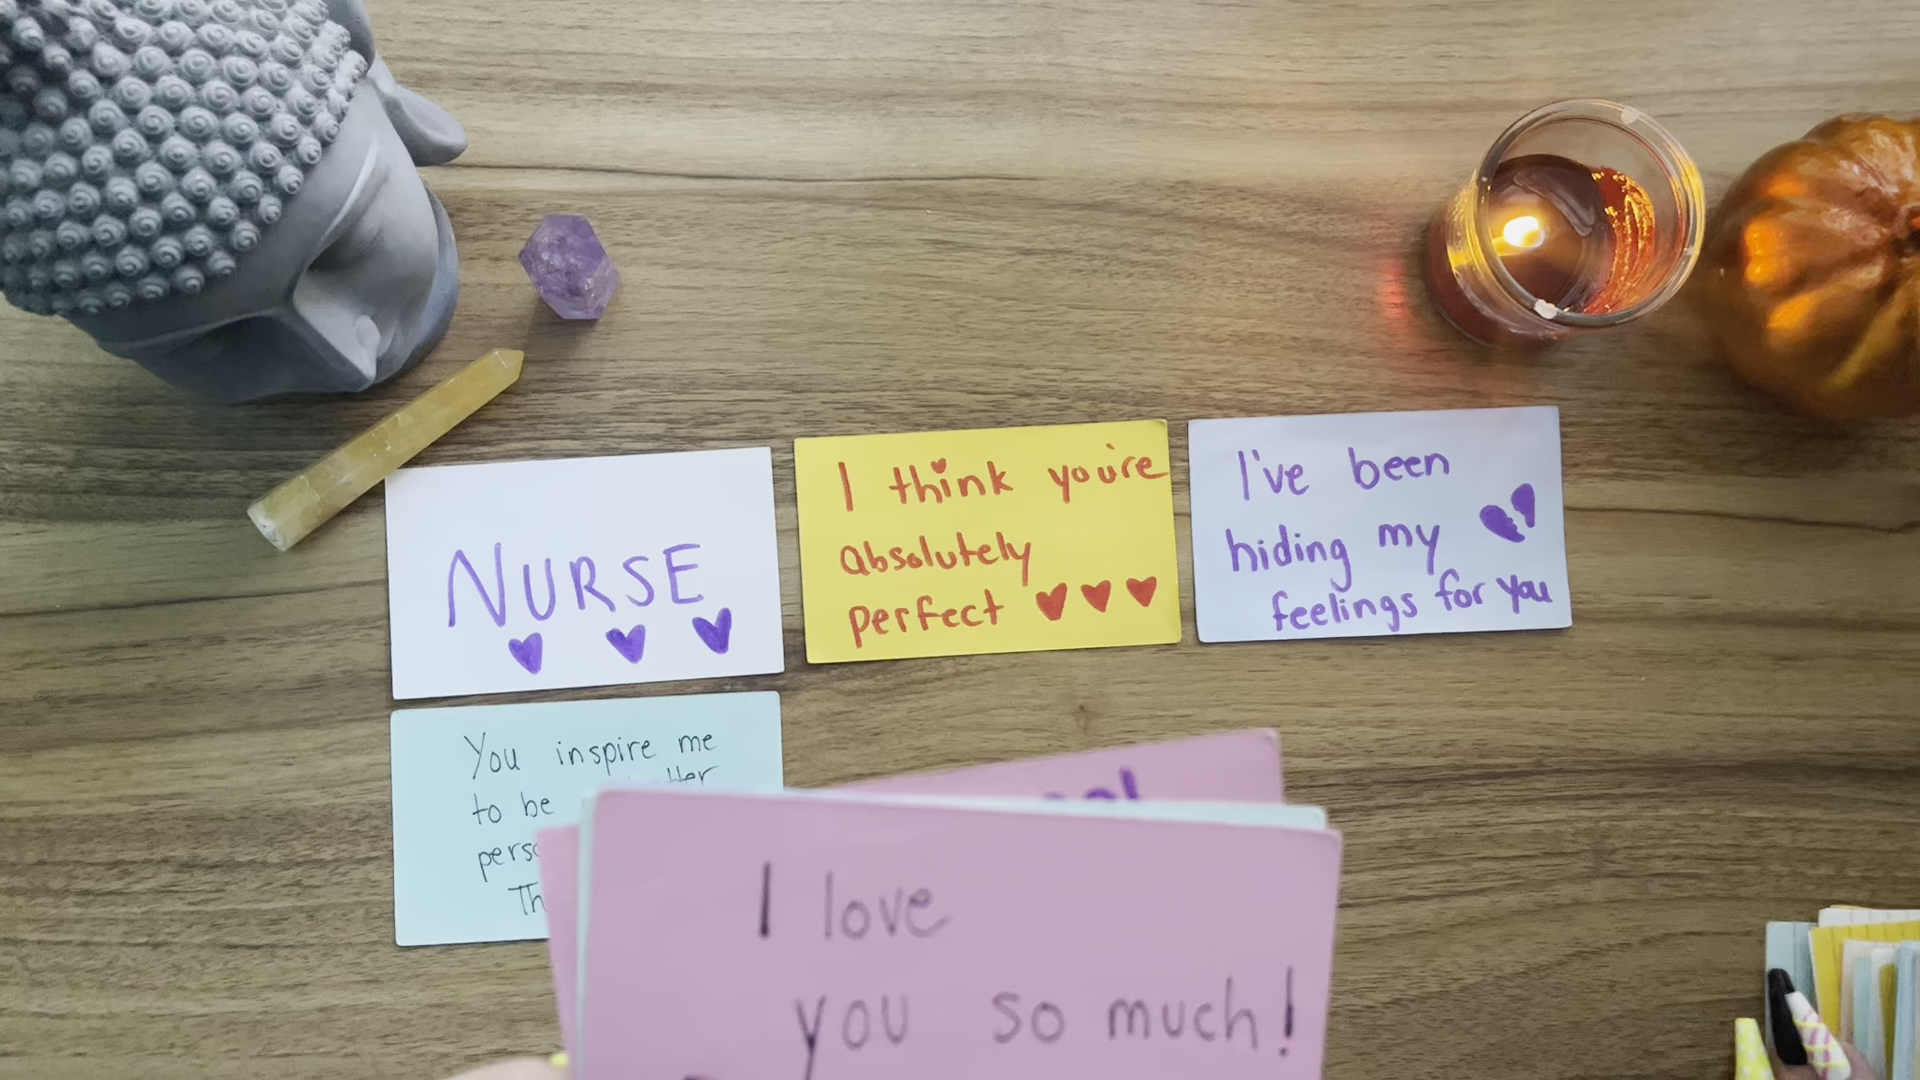 NURSE
I think you're
absolutely
perfect
I've been
hiding my
feelings for you
You inspire me
to be
I love
you so much!